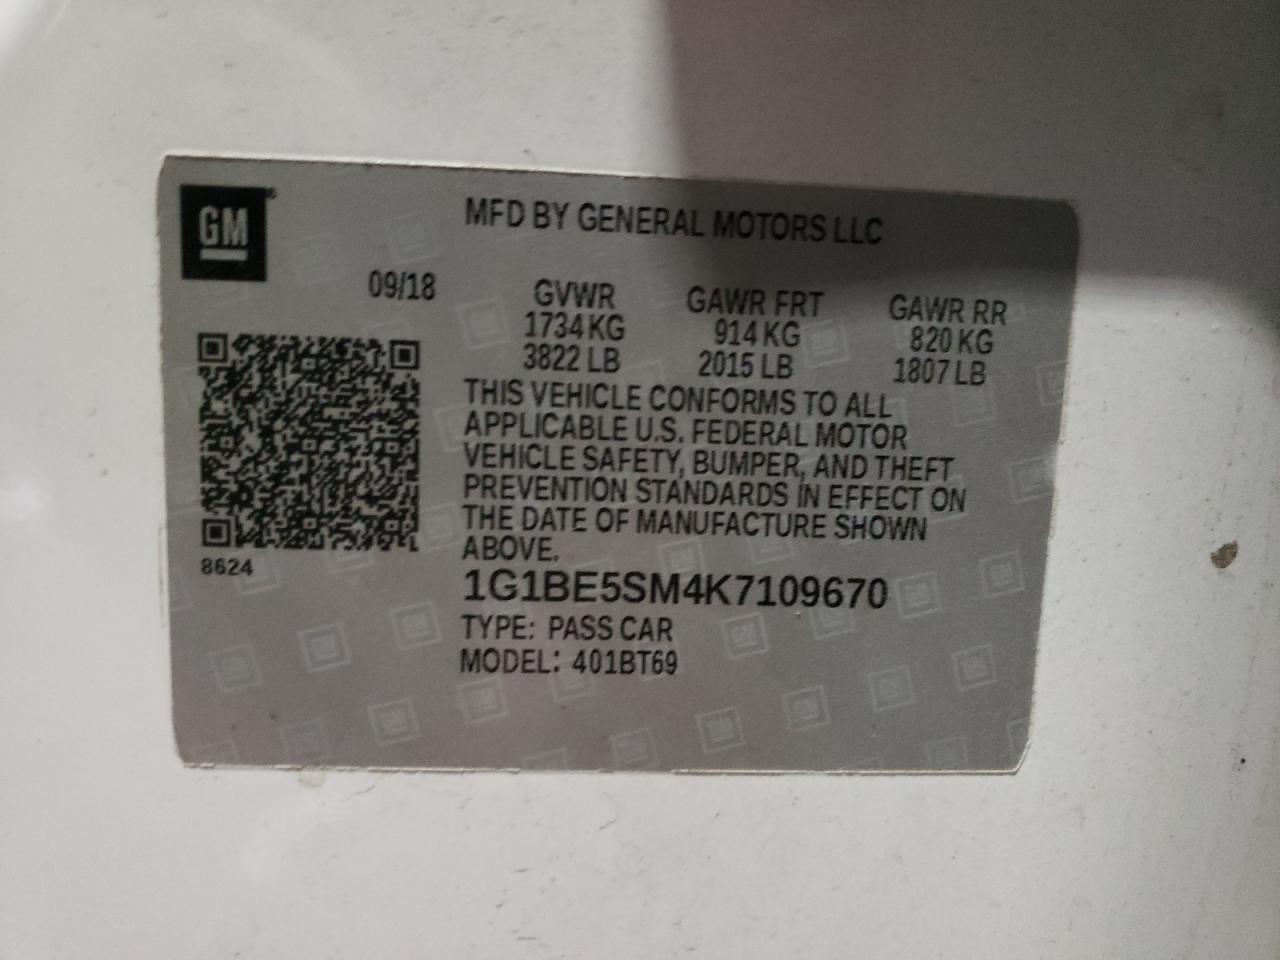 GM
MFD BY GENERAL MOTORS LLC
09/18
GVWR GAWR FRT GAWR RR
1734 KG 914 KG 820 KG
3822 LB 2015 LB 1807 LB
THIS VEHICLE CONFORMS TO ALL
APPLICABLE U.S. FEDERAL MOTOR
VEHICLE SAFETY, BUMPER, AND THEFT
PREVENTION STANDARDS IN EFFECT ON
THE DATE OF MANUFACTURE SHOWN
ABOVE.
8624
1G1BE5SM4K7109670
TYPE: PASS CAR
MODEL: 401BT69